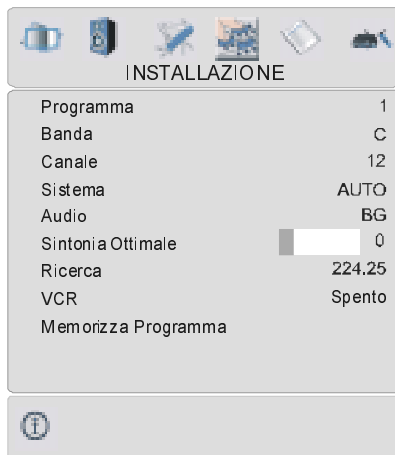 INSTALLAZIONE
Programma 1
Banda C
Canale 12
Sistema AUTO
Audio BG
Sintonia Ottimale 0
Ricerca 224.25
VCR Spento
Memorizza Programma